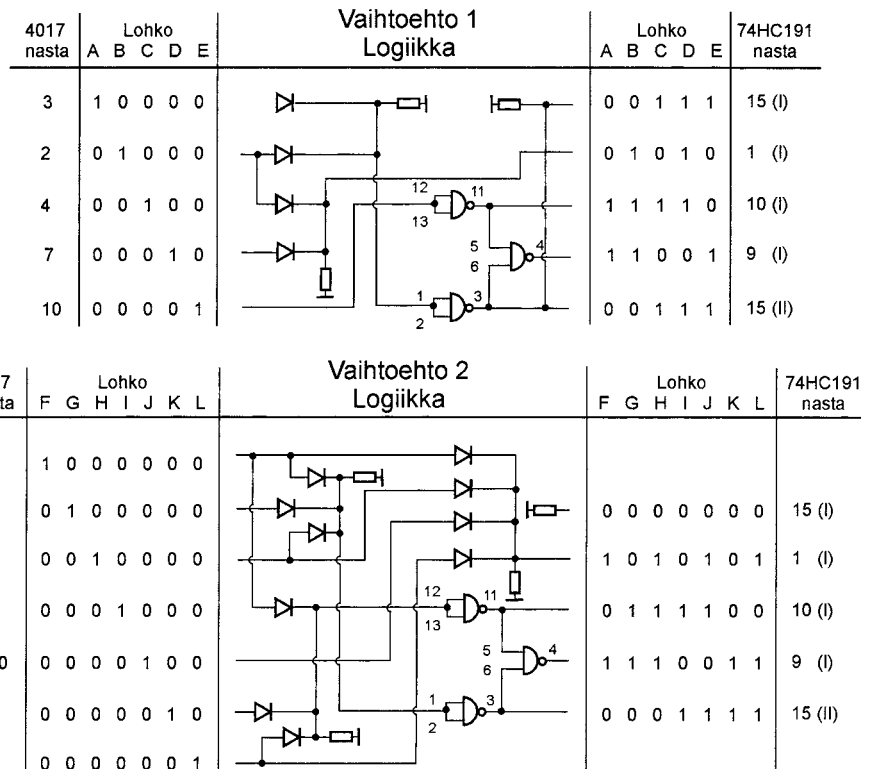 Vaihtoehto 1
4017 Lohko Logiikka Lohko 74HC191
nasta A B C D E A B C D E nasta
3 1 0 0 0 0 0 0 1 1 1 15 (I)
2 0 1 0 0 0 0 1 0 1 0 1 (I)
12 11
4 0 0 1 0 0 1 1 1 1 0 10 (I)
13
5 4
7 0 0 0 1 0 1 1 0 0 1 9 (I)
6
1 3
10 0 0 0 0 1 0 0 1 1 1 15 (II)
2
Vaihtoehto 2
7 Lohko Logiikka Lohko 74HC191
ta F G H I J K L F G H I J K L nasta
1 0 0 0 0 0 0
0 1 0 0 0 0 0 0 0 0 0 0 0 0 15 (I)
0 0 1 0 0 0 0 1 0 1 0 1 0 1 1 (I)
12 11
0 0 0 1 0 0 0 0 1 1 1 1 0 0 10 (I)
13
5 4
0 0 0 0 0 1 0 0 1 1 1 0 0 1 1 9 (I)
6
1 3
0 0 0 0 0 1 0 0 0 0 1 1 1 1 15 (II)
2
0 0 0 0 0 0 1